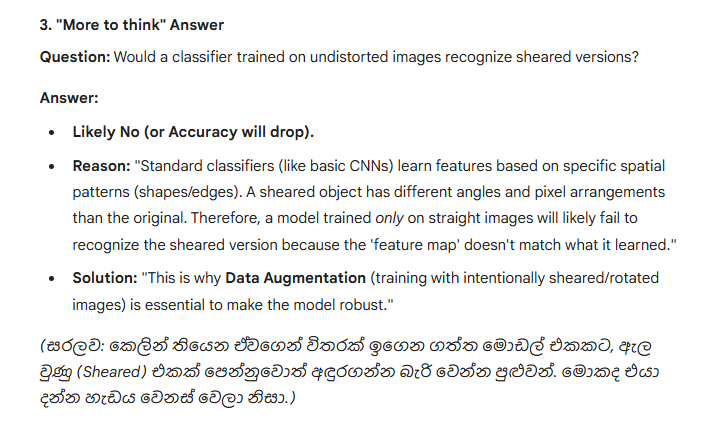 3. "More to think" Answer
Question: Would a classifier trained on undistorted images recognize sheared versions?
Answer:
• Likely No (or Accuracy will drop).
• Reason: "Standard classifiers (like basic CNNs) learn features based on specific spatial
patterns (shapes/edges). A sheared object has different angles and pixel arrangements
than the original. Therefore, a model trained only on straight images will likely fail to
recognize the sheared version because the 'feature map' doesn't match what it learned."
• Solution: "This is why Data Augmentation (training with intentionally sheared/rotated
images) is essential to make the model robust."
(සරලව: කෙලින් තියෙන ඒවගෙන් විතරක් ඉගෙන ගත්ත මොඩල් එකකට, ඇල
වුණු (Sheared) එකක් පෙන්නුවොත් අඳුරගන්න බැරි වෙන්න පුළුවන්. මොකද එයා
දන්න හැඩය වෙනස් වෙලා නිසා.)